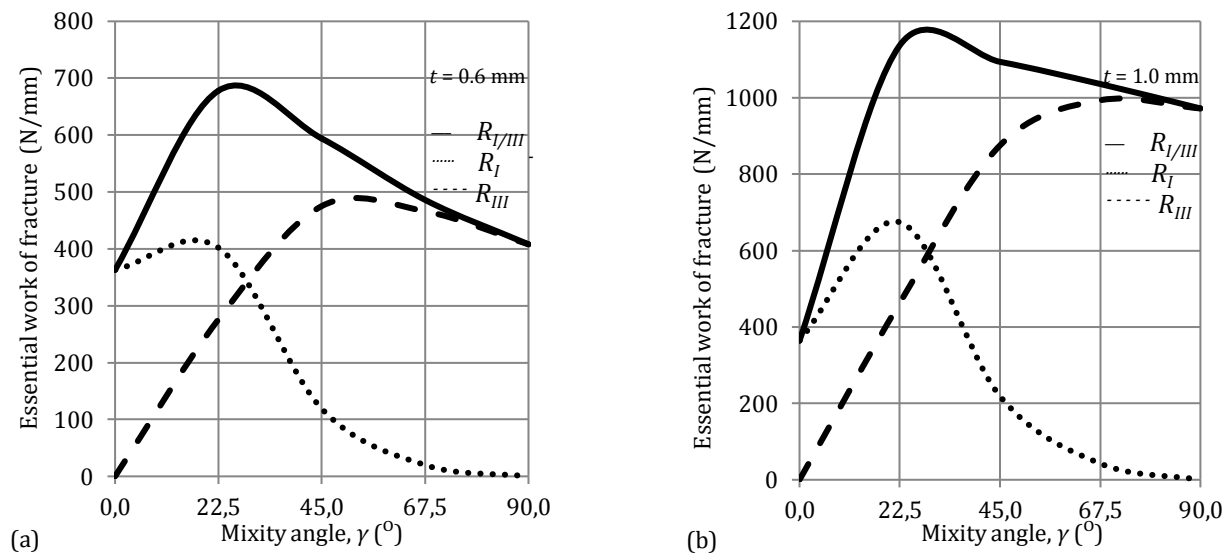 800
700
600
500
400
300
200
100
0
0,0 22,5 45,0 67,5 90,0
Essential work of fracture (N/mm)
Mixity angle, γ (O)
t = 0.6 mm
R_I/III
R_I
R_III
(a)
1200
1000
800
600
400
200
0
0,0 22,5 45,0 67,5 90,0
Essential work of fracture (N/mm)
Mixity angle, γ (O)
t = 1.0 mm
R_I/III
R_I
R_III
(b)